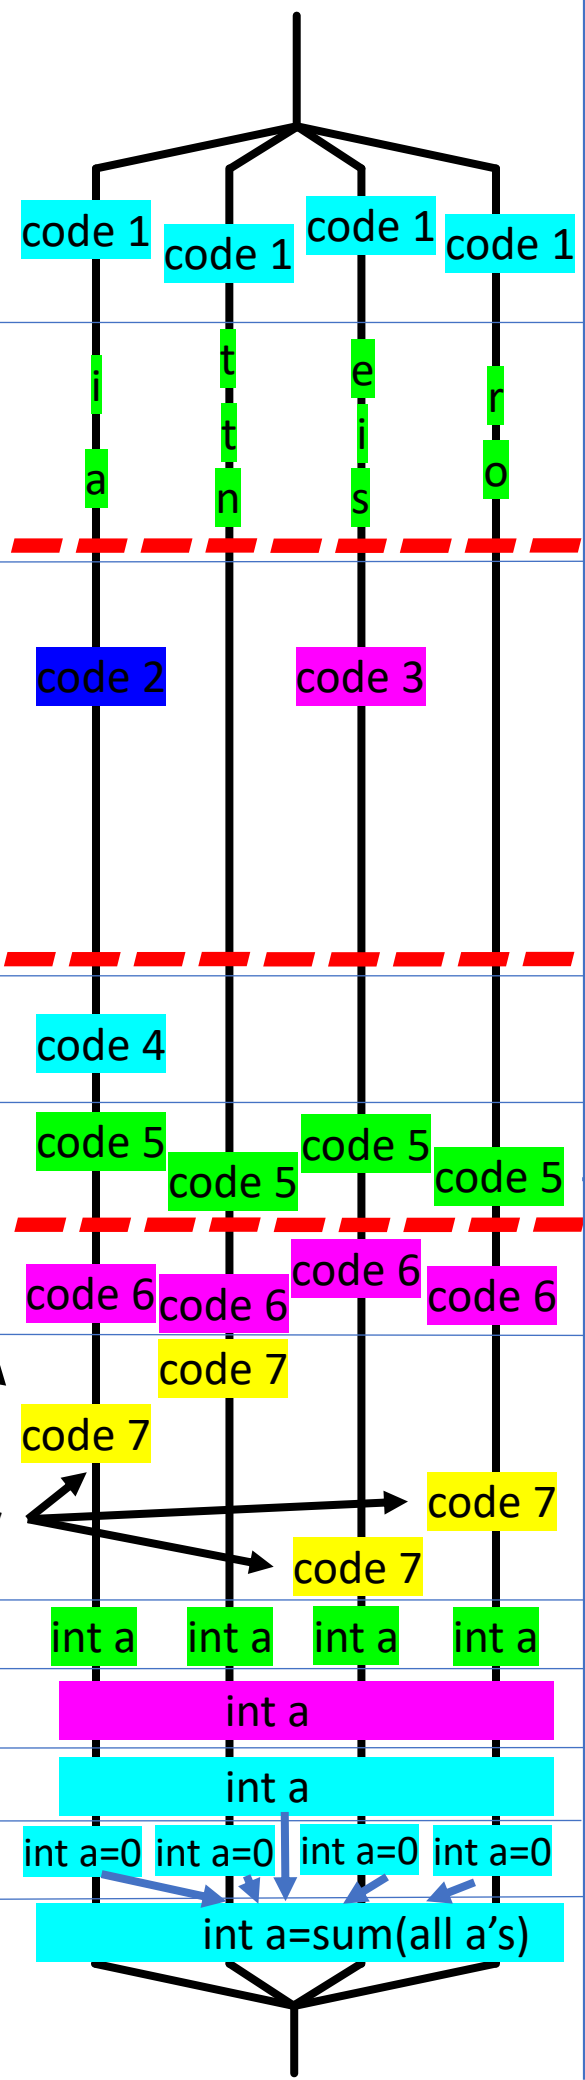 code 1 code 1 code 1 code 1
t e
i r
t i
a o
n s
code 2 code 3
code 4
code 5 code 5 code 5 code 5
code 6 code 6 code 6 code 6
code 7
code 7
code 7
code 7
int a int a int a int a
int a
int a
int a=0 int a=0 int a=0 int a=0
int a=sum(all a’s)